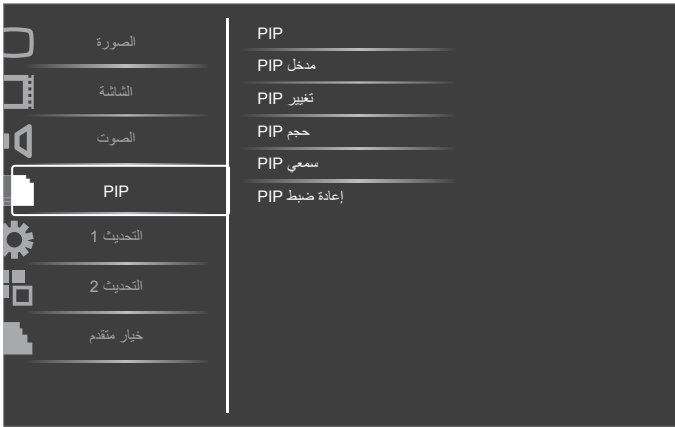 الصورة
الشاشة
الصوت
PIP
التحديث 1
التحديث 2
خيار متقدم
PIP
مدخل PIP
تغيير PIP
حجم PIP
سمعي PIP
إعادة ضبط PIP